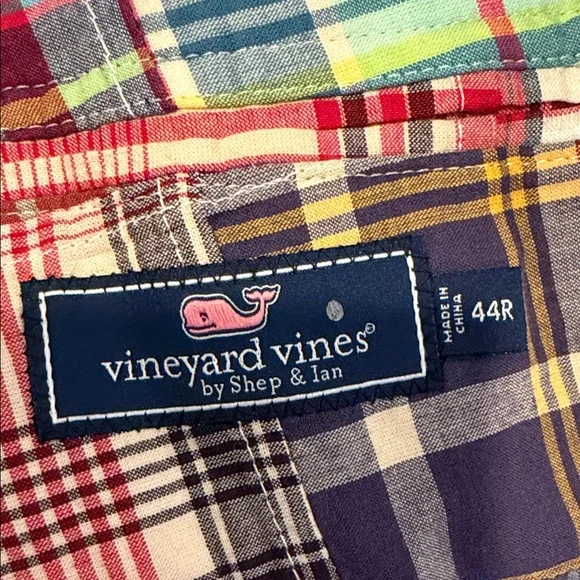 vineyard vines®
by Shep & Ian
MADE IN
CHINA
44R